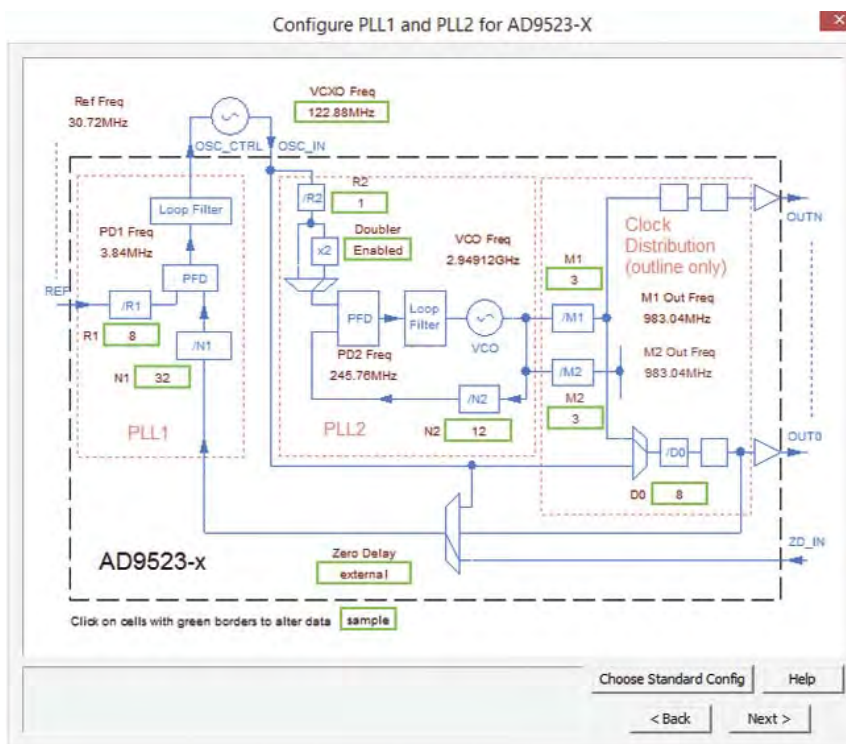 Configure PLL1 and PLL2 for AD9523-X
x
Ref Freq
30.72MHz
VCXO Freq
122.88MHz
OSC_CTRL
OSC_IN
R2
/R2
1
Loop Filter
PD1 Freq
3.84MHz
Doubler
x2
Enabled
VCO Freq
2.94912GHz
Clock
Distribution
(outline only)
OUTN
M1
3
PFD
REF
/R1
R1
8
/N1
N1
32
PFD
Loop
Filter
VCO
PD2 Freq
245.76MHz
/M1
M1 Out Freq
983.04MHz
/M2
M2 Out Freq
983.04MHz
M2
3
/N2
N2
12
PLL1
PLL2
/D0
D0
8
OUT0
ZD_IN
Zero Delay
external
AD9523-x
Click on cells with green borders to alter data
sample
Choose Standard Config
Help
< Back
Next >